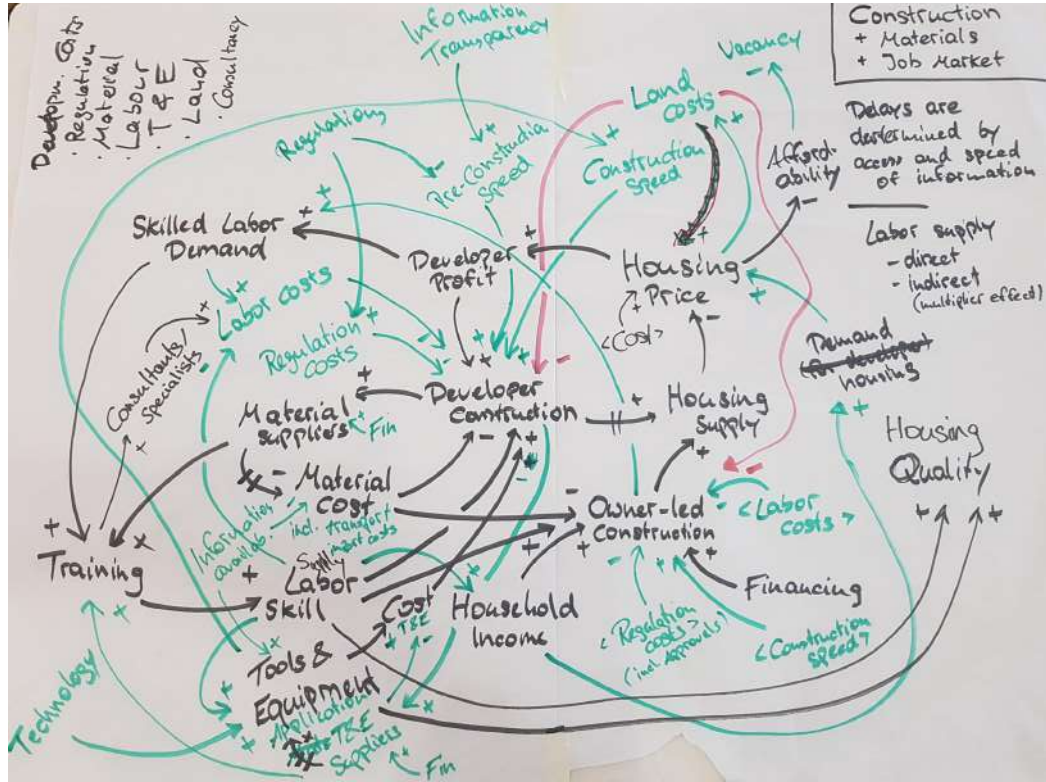 Developm. Costs
· Regulation
· Material
· Labour
· T&E
· Land
· Consultancy
Information
Transparency
Vacancy
Construction
+ Materials
+ Job Market
Delays are
determined by
access and speed
of information
Labor supply
- direct
- indirect
(multiplier effect)
Land
costs
Regulations
Pre-Construction
Speed
Construction
Speed
Afford-
ability
Skilled Labor
Demand
Developer
Profit
Housing
Price
<Cost>
Labor costs
Regulation
costs
Consultants/
specialists
Demand
housing
Developer
Construction
Housing
Supply
Material
suppliers
Fin
Housing
Quality
Material
Cost
incl. transport
Information
availab.
Owner-led
Construction
<Labor
costs>
Training
Labor
Skill
Cost
T&E
Household
Income
Financing
<Regulation
costs>
(incl. Approvals)
<Construction
speed>
Tools &
Equipment
Technology
T&E
Suppliers
Fin